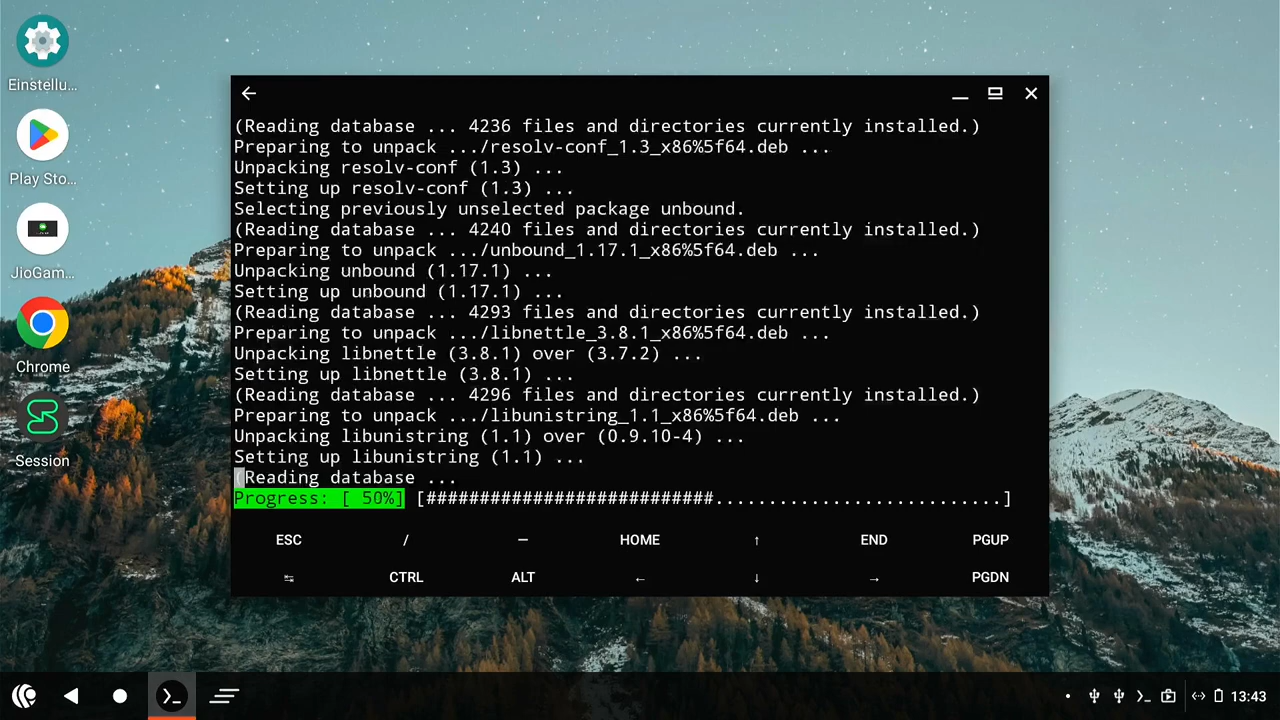 Einstellu...
Play Sto...
JioGam...
Chrome
Session
(Reading database ... 4236 files and directories currently installed.)
Preparing to unpack .../resolv-conf_1.3_x86%5f64.deb ...
Unpacking resolv-conf (1.3) ...
Setting up resolv-conf (1.3) ...
Selecting previously unselected package unbound.
(Reading database ... 4240 files and directories currently installed.)
Preparing to unpack .../unbound_1.17.1_x86%5f64.deb ...
Unpacking unbound (1.17.1) ...
Setting up unbound (1.17.1) ...
(Reading database ... 4293 files and directories currently installed.)
Preparing to unpack .../libnettle_3.8.1_x86%5f64.deb ...
Unpacking libnettle (3.8.1) over (3.7.2) ...
Setting up libnettle (3.8.1) ...
(Reading database ... 4296 files and directories currently installed.)
Preparing to unpack .../libunistring_1.1_x86%5f64.deb ...
Unpacking libunistring (1.1) over (0.9.10-4) ...
Setting up libunistring (1.1) ...
(Reading database ...
Progress: [ 50%] [###########################...........................]
ESC / — HOME ↑ END PGUP
↹ CTRL ALT ← ↓ → PGDN
13:43